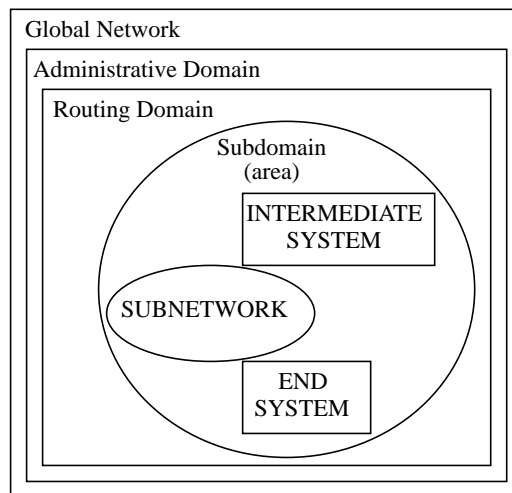 Global Network
Administrative Domain
Routing Domain
Subdomain
(area)
INTERMEDIATE
SYSTEM
SUBNETWORK
END
SYSTEM